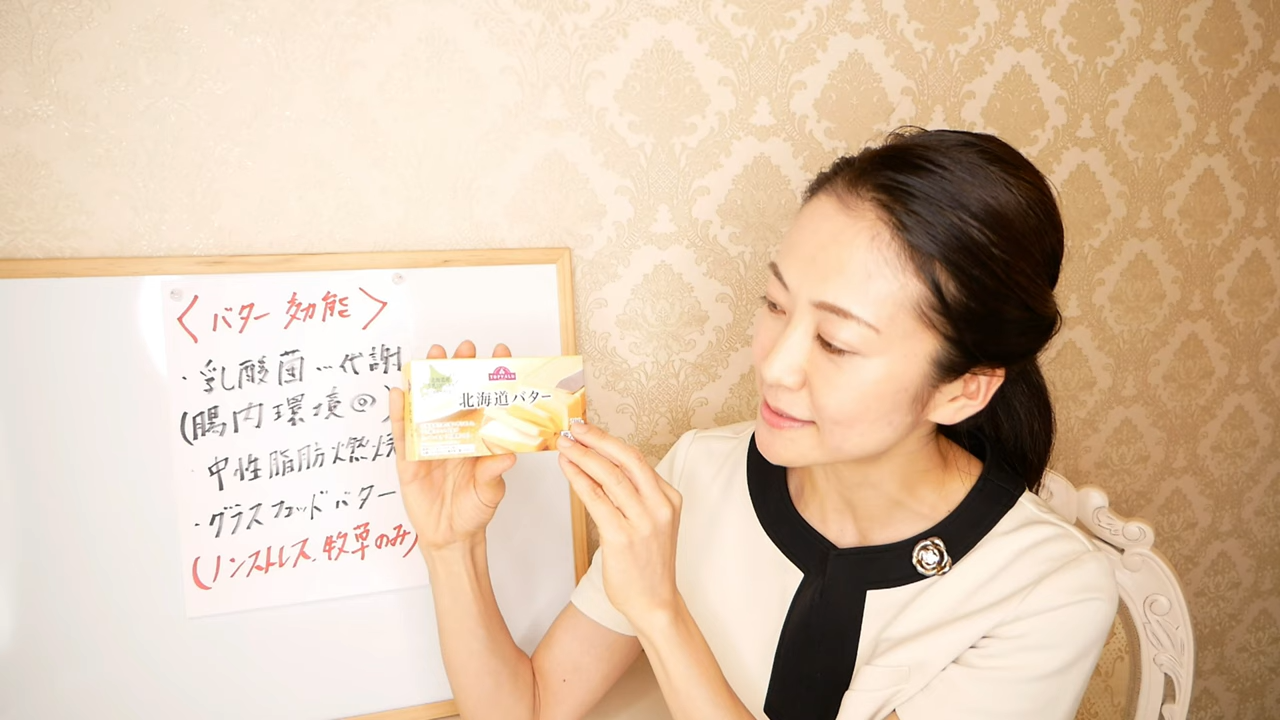 〈バター 効能〉
・乳酸菌…代謝
(腸内環境◎)
・中性脂肪燃焼
・グラスフェッドバター
(ノンストレス、牧草のみ)
TOPVALU
北海道バター